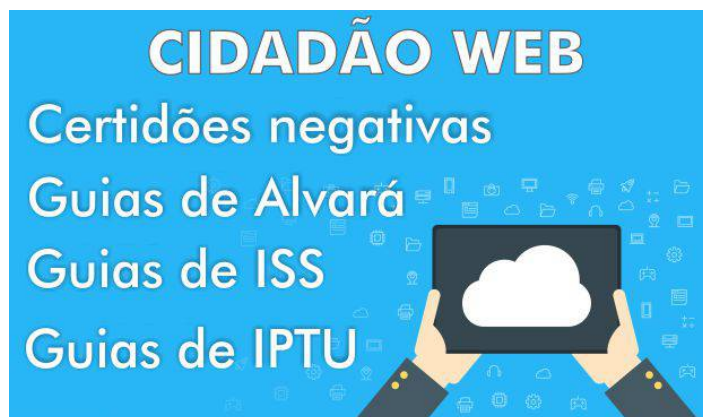 CIDADÃO WEB
Certidões negativas
Guias de Alvará
Guias de ISS
Guias de IPTU